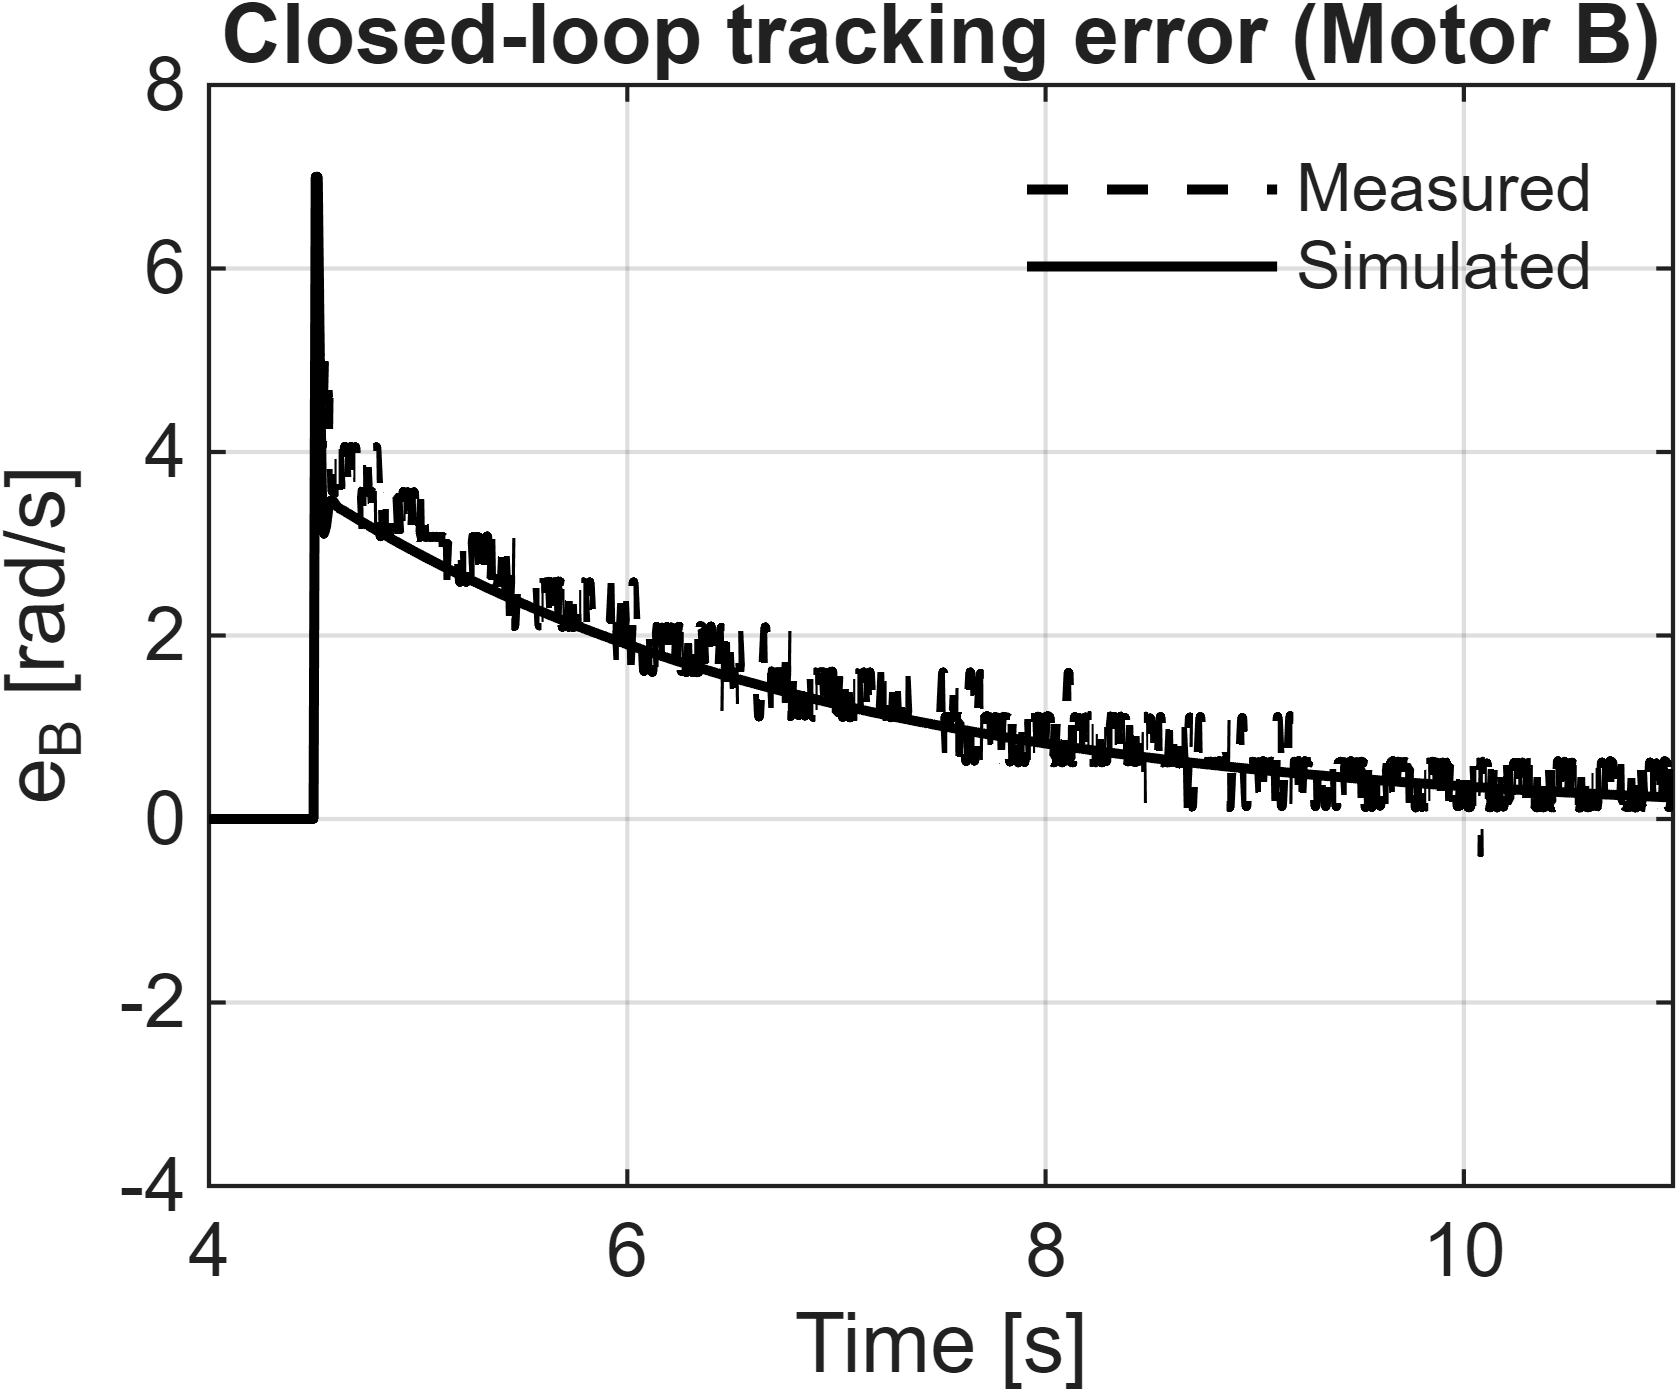 Closed-loop tracking error (Motor B)
8
6
4
2
0
-2
-4
4
6
8
10
Measured
Simulated
eB [rad/s]
Time [s]